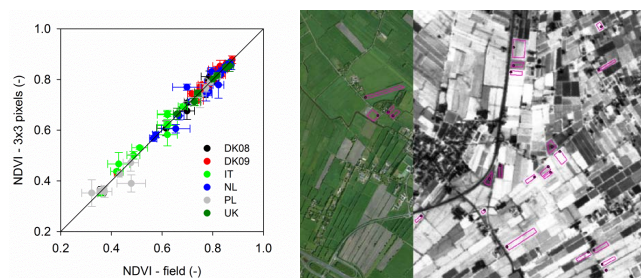 1.0
0.8
0.6
0.4
0.2
0.2 0.4 0.6 0.8 1.0
NDVI - 3x3 pixels (-)
NDVI - field (-)
DK08
DK09
IT
NL
PL
UK